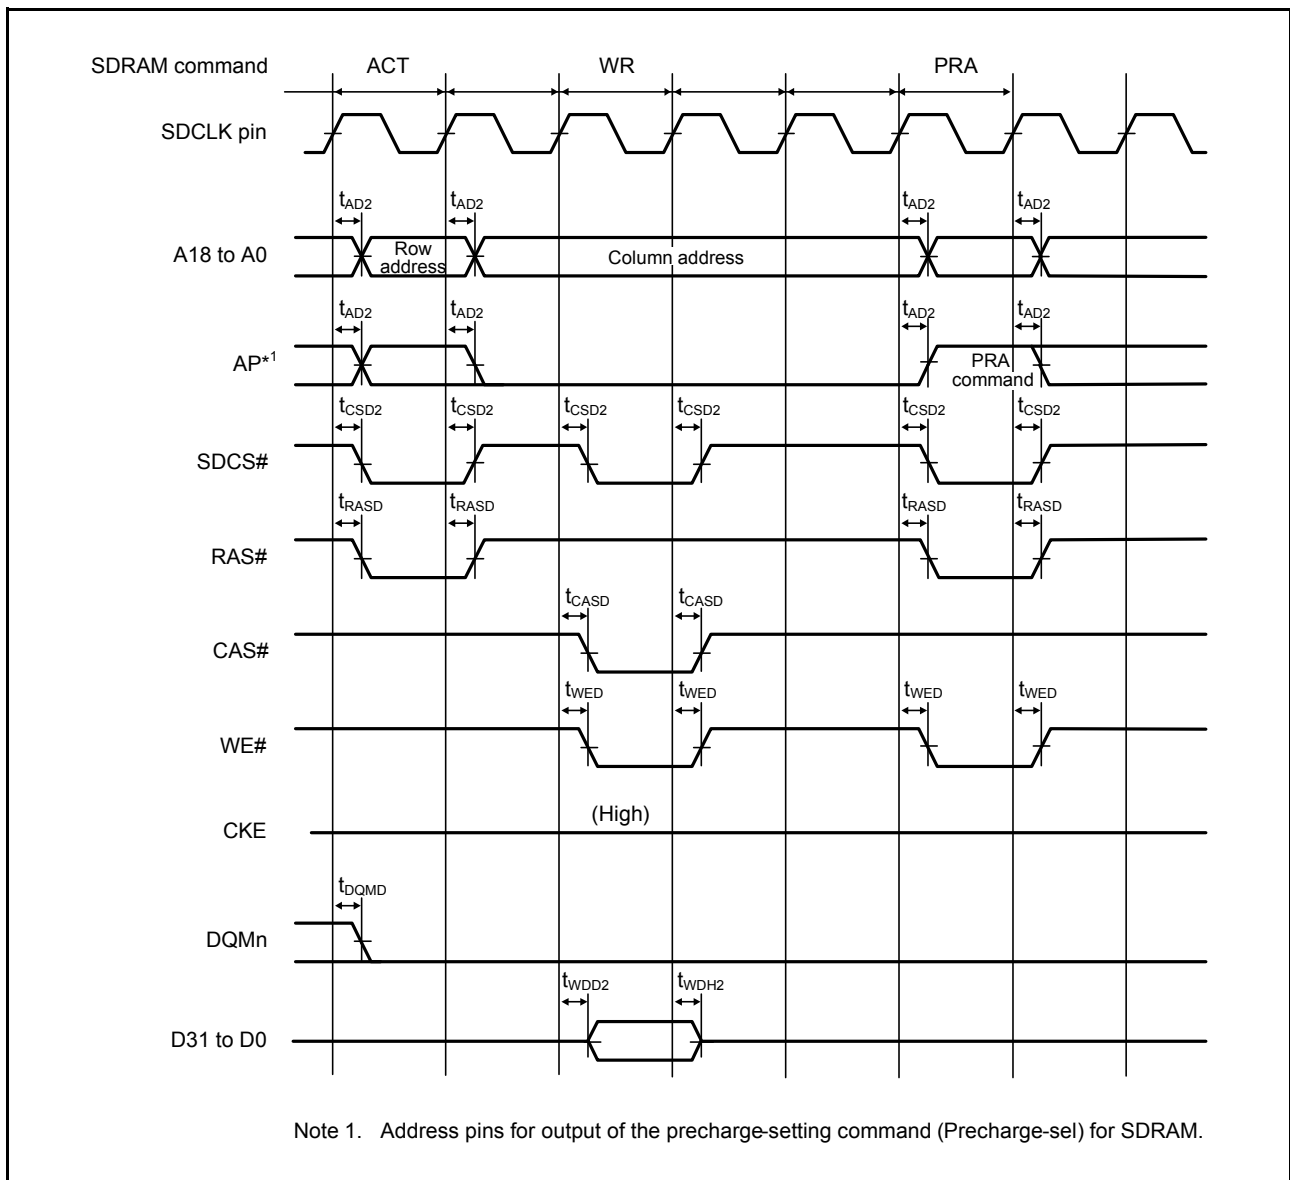 SDRAM command ACT WR PRA
SDCLK pin
tAD2 tAD2 tAD2 tAD2
A18 to A0 Row address Column address
tAD2 tAD2 tAD2 tAD2
AP*1 PRA command
tCSD2 tCSD2 tCSD2 tCSD2 tCSD2 tCSD2
SDCS#
tRASD tRASD tRASD tRASD
RAS#
tCASD tCASD
CAS#
tWED tWED tWED tWED
WE#
(High)
CKE
tDQMD
DQMn
tWDD2 tWDH2
D31 to D0
Note 1. Address pins for output of the precharge-setting command (Precharge-sel) for SDRAM.